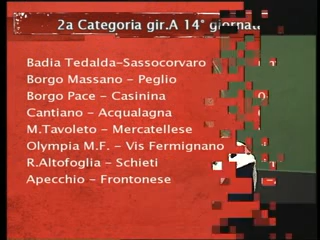 2a Categoria gir.A 14° giornata
Badia Tedalda-Sassocorvaro
Borgo Massano - Peglio
Borgo Pace - Casinina
Cantiano - Acqualagna
M.Tavoleto - Mercatellese
Olympia M.F. - Vis Fermignano
R.Altofoglia - Schieti
Apecchio - Frontonese